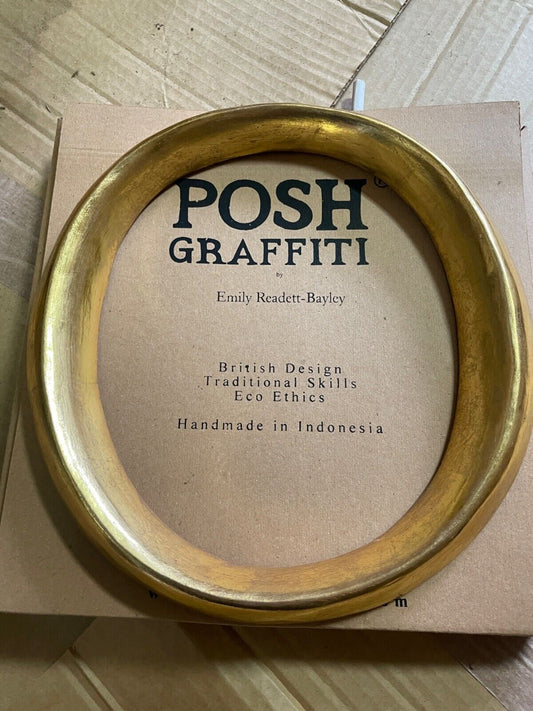 POSH®
GRAFFITI
by
Emily Readett-Bayley
British Design
Traditional Skills
Eco Ethics
Handmade in Indonesia